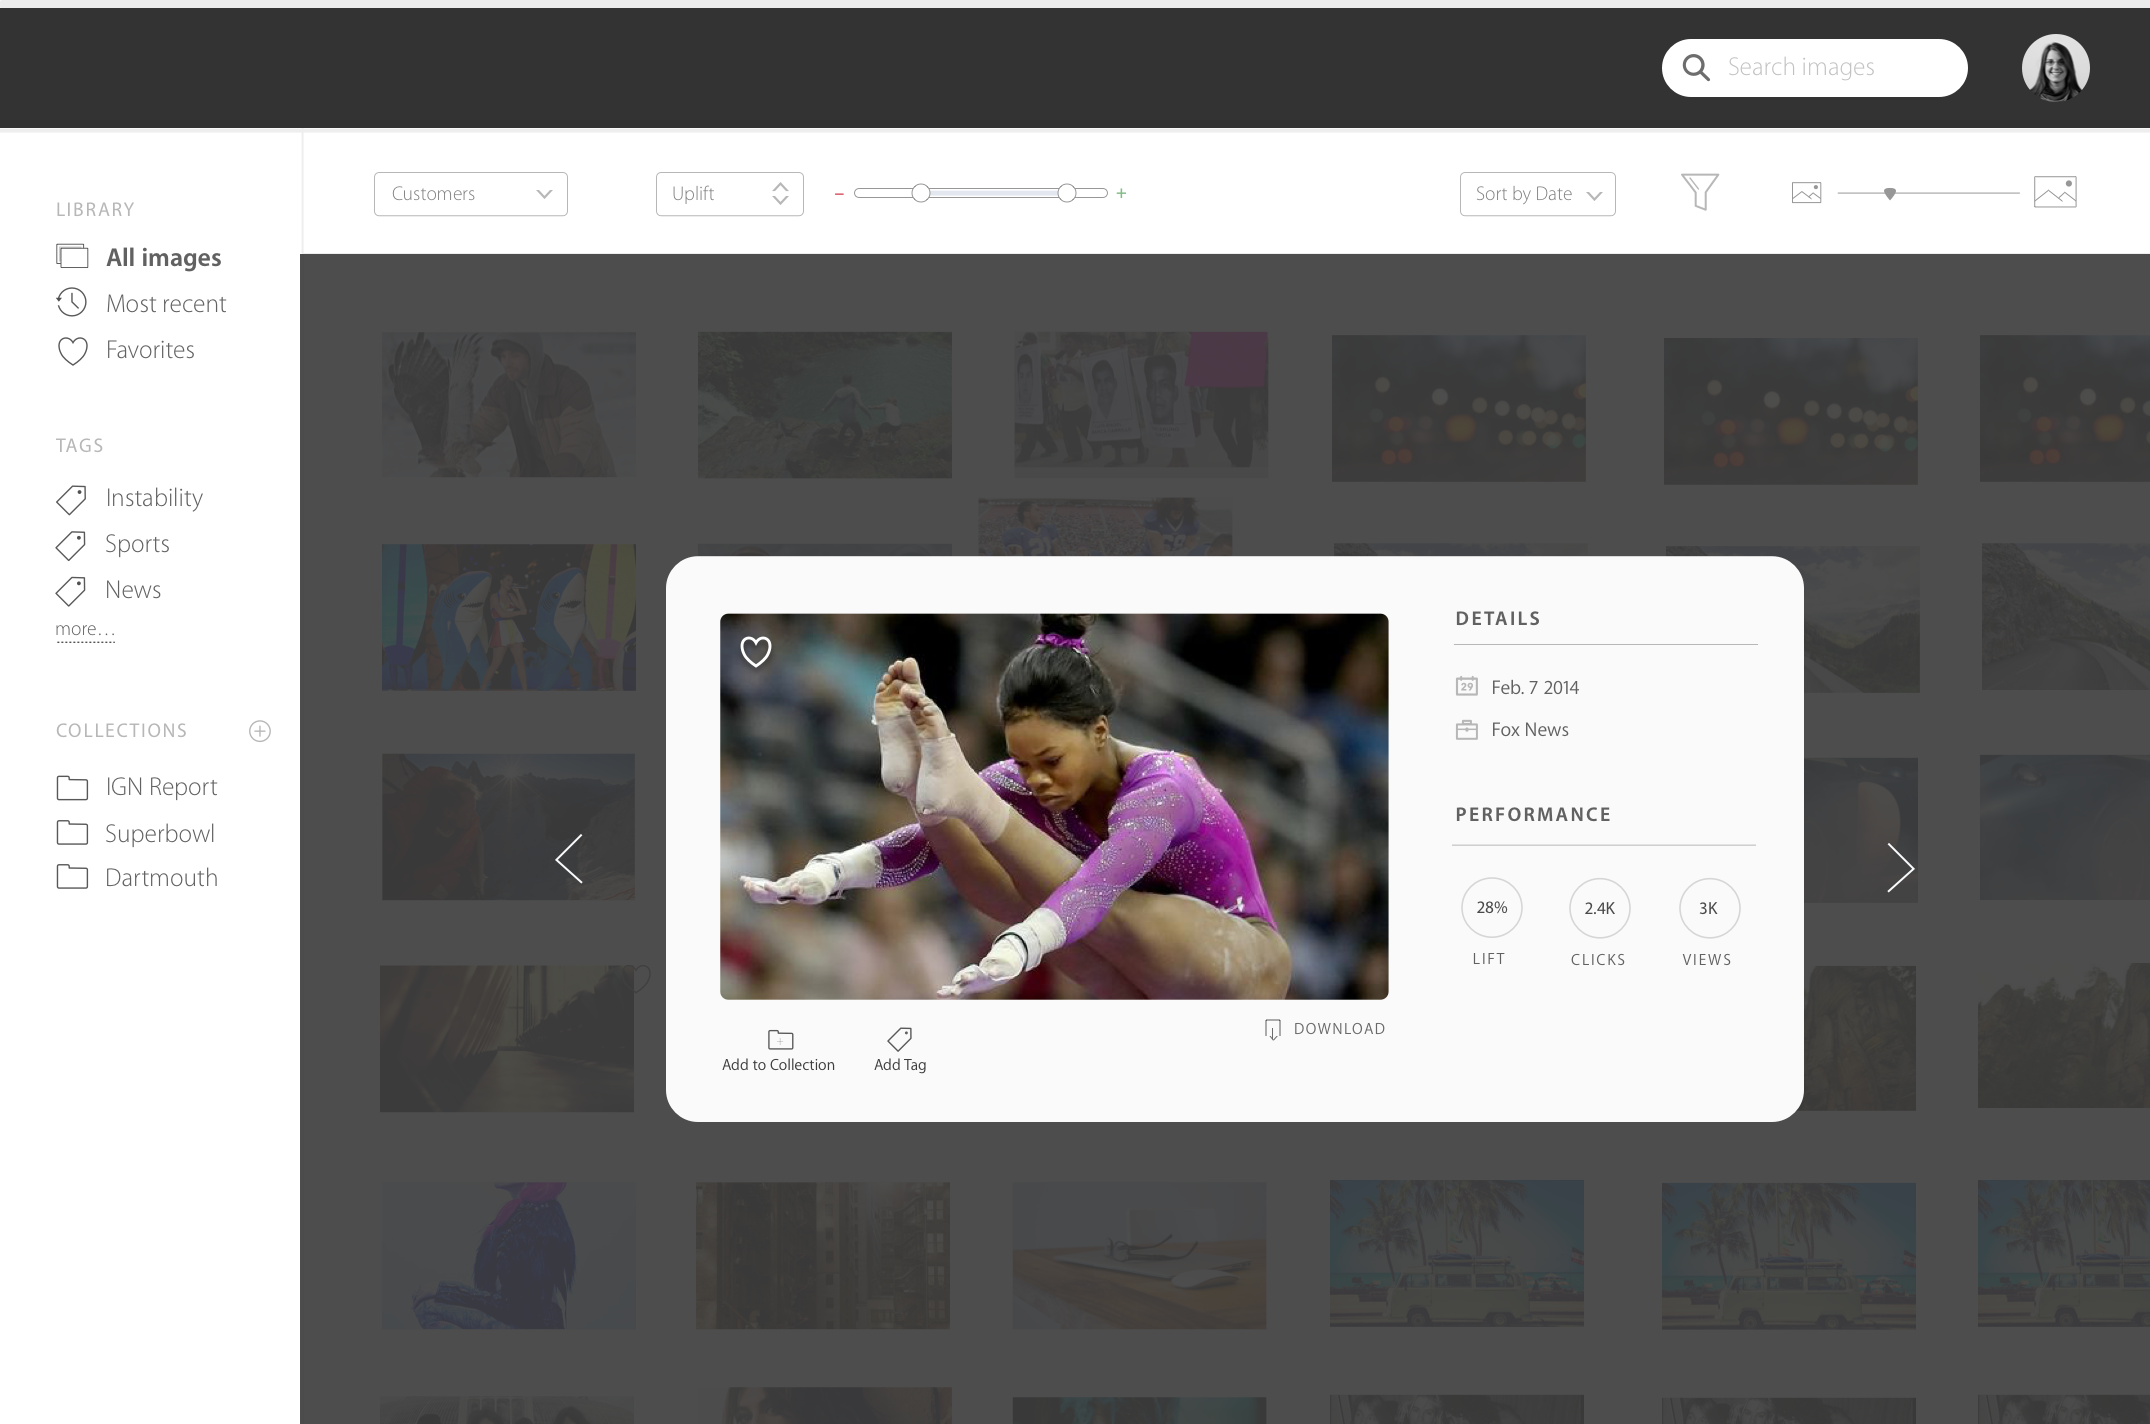 Search images
LIBRARY
All images
Most recent
Favorites
TAGS
Instability
Sports
News
more...
COLLECTIONS
IGN Report
Superbowl
Dartmouth
Customers
Uplift
–
+
Sort by Date
DETAILS
29
Feb. 7 2014
Fox News
PERFORMANCE
28%
2.4K
3K
LIFT
CLICKS
VIEWS
DOWNLOAD
Add to Collection
Add Tag